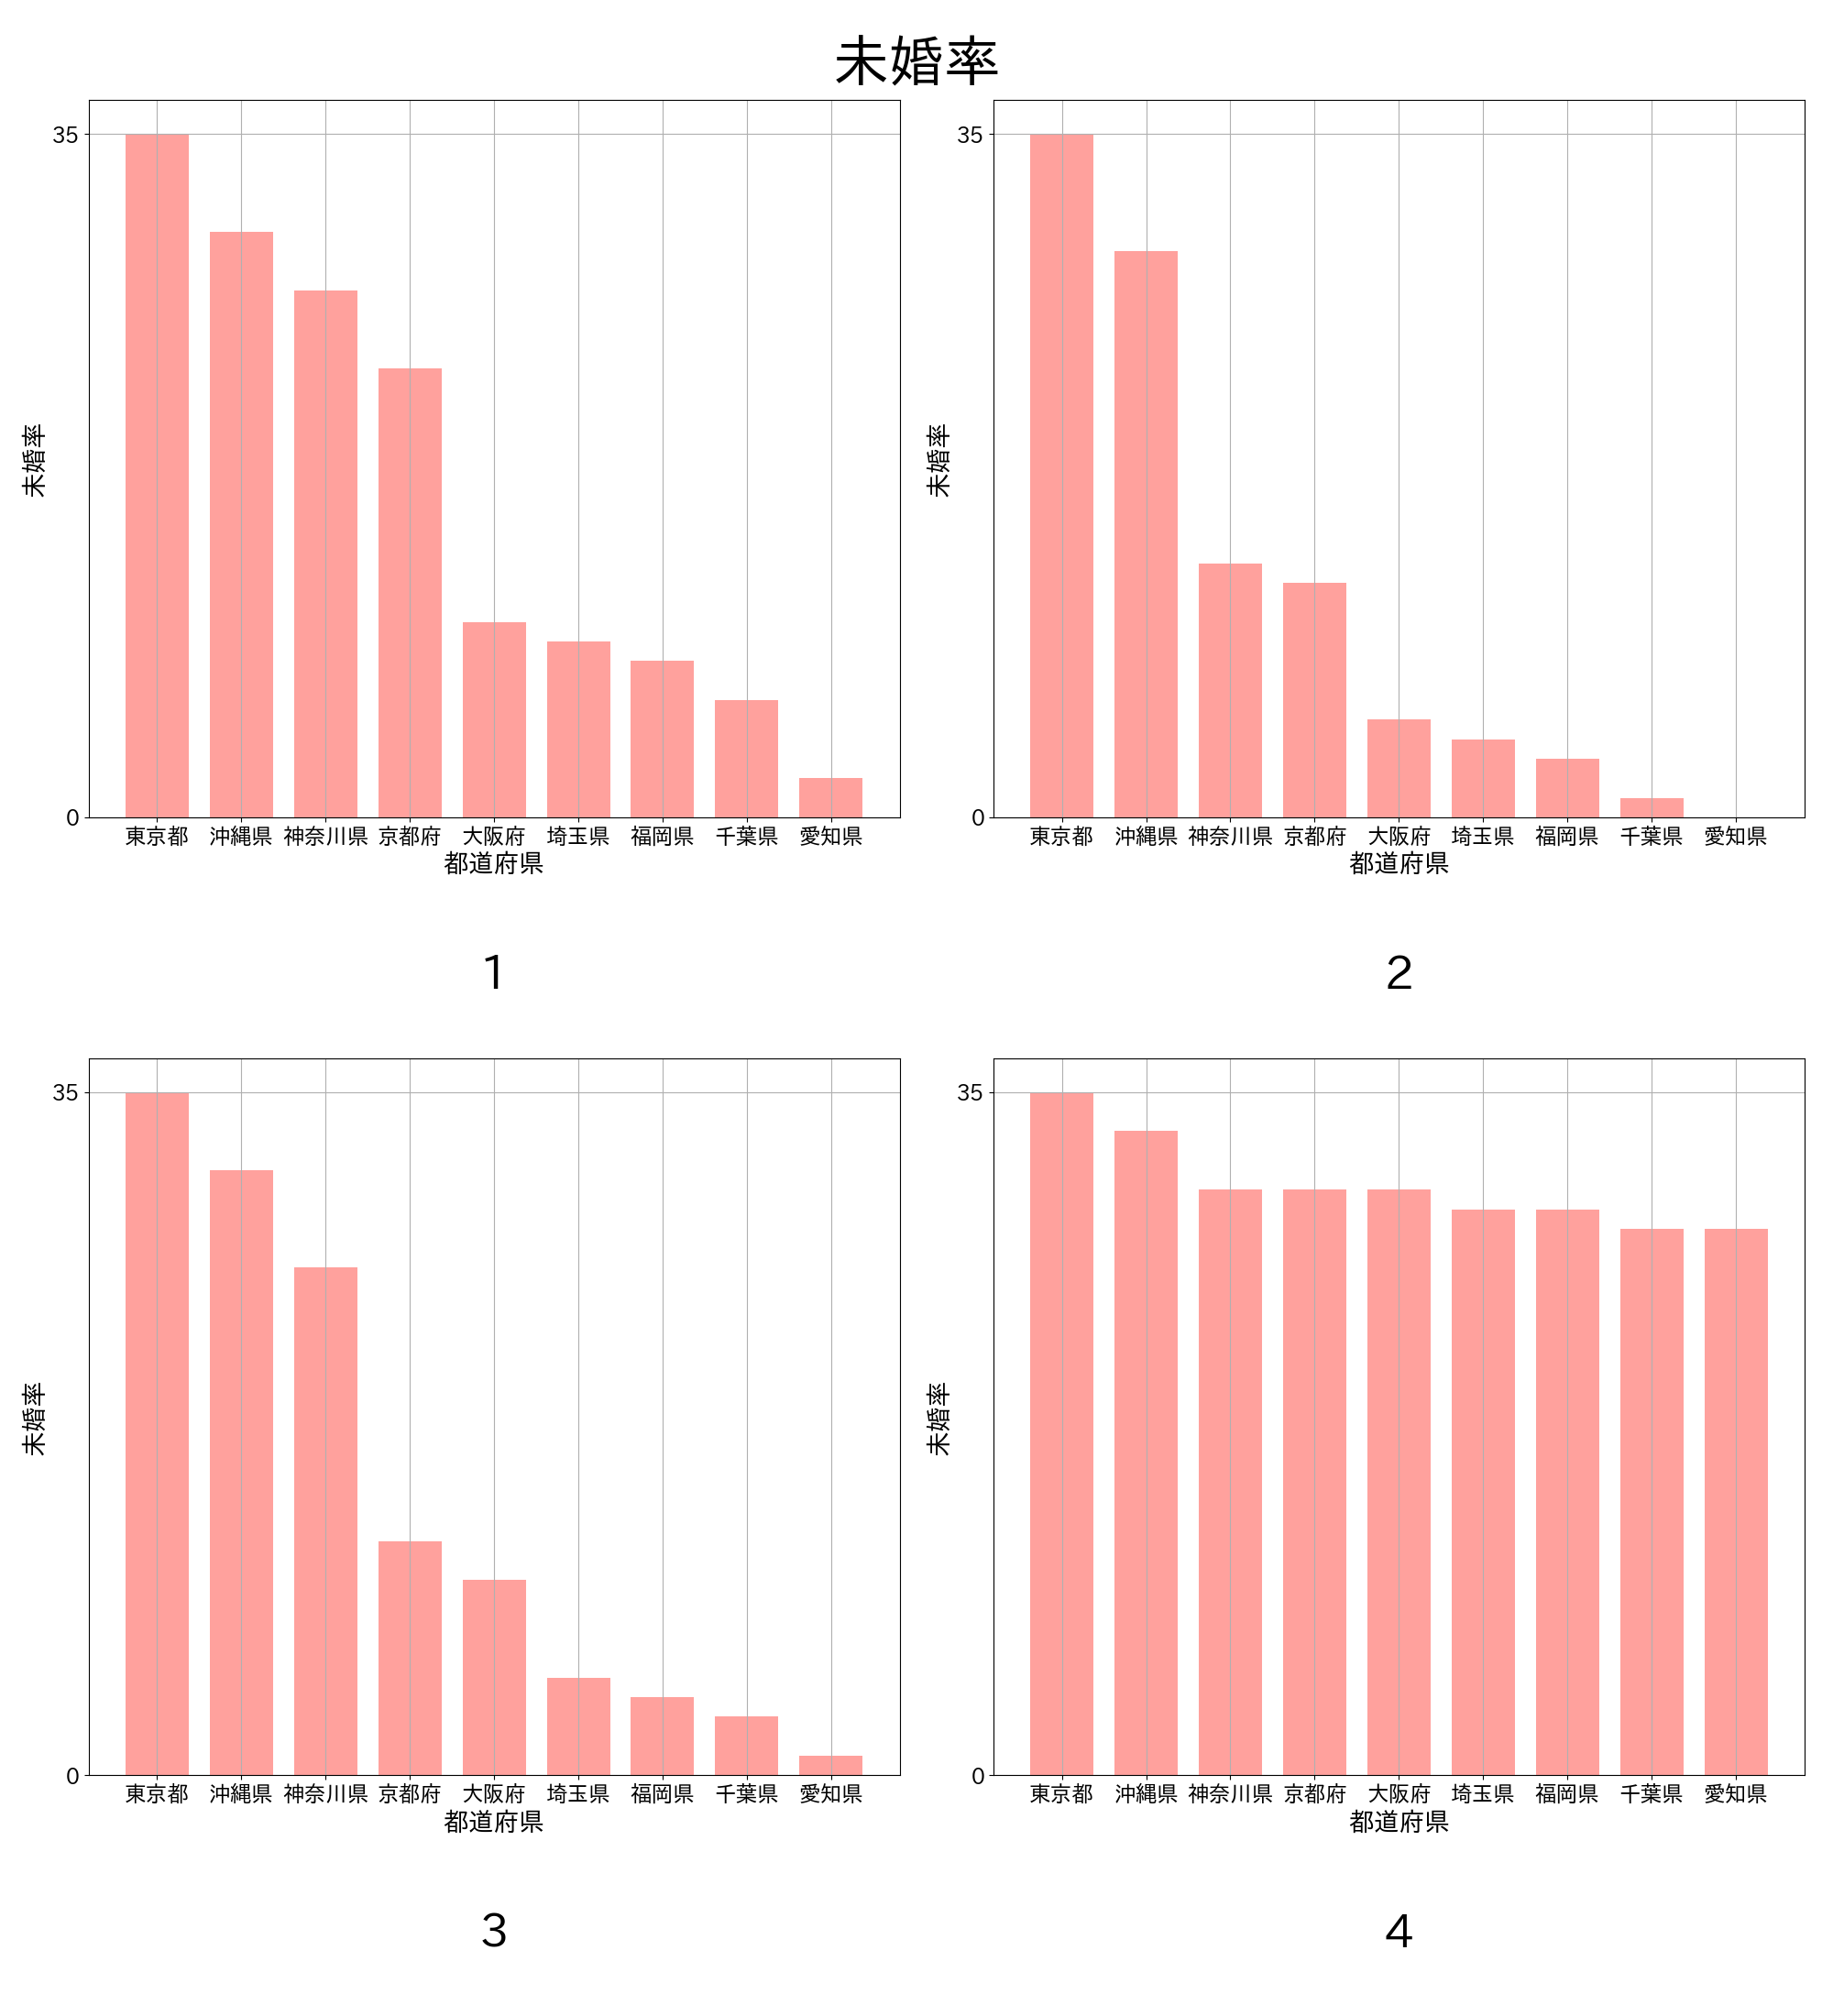 未婚率
35
0
未婚率
東京都 沖縄県 神奈川県 京都府 大阪府 埼玉県 福岡県 千葉県 愛知県
都道府県
1
35
0
未婚率
東京都 沖縄県 神奈川県 京都府 大阪府 埼玉県 福岡県 千葉県 愛知県
都道府県
2
35
0
未婚率
東京都 沖縄県 神奈川県 京都府 大阪府 埼玉県 福岡県 千葉県 愛知県
都道府県
3
35
0
未婚率
東京都 沖縄県 神奈川県 京都府 大阪府 埼玉県 福岡県 千葉県 愛知県
都道府県
4